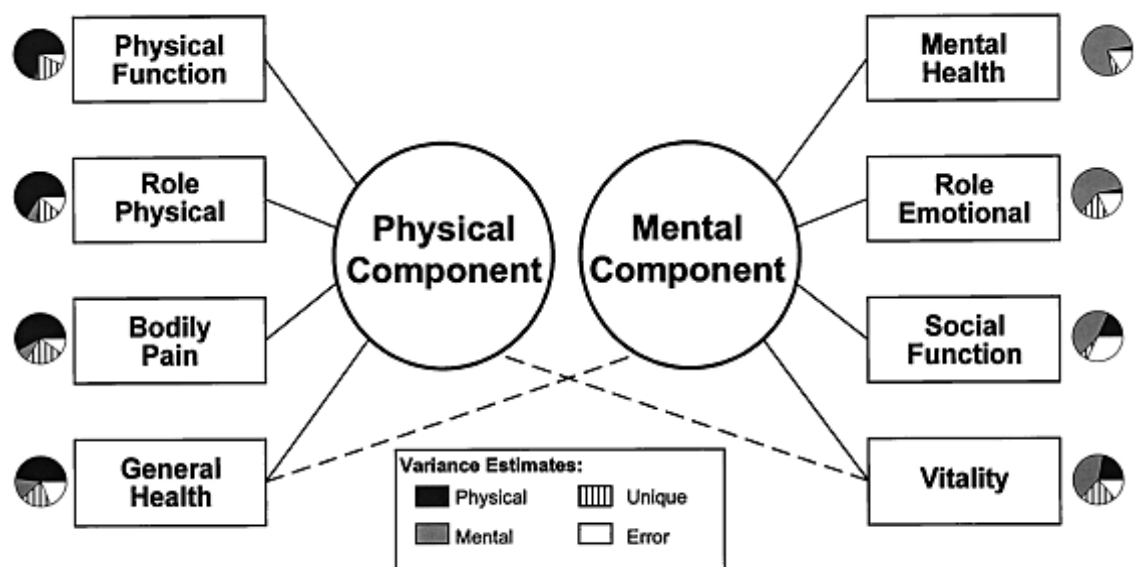 Physical
Function
Mental
Health
Role
Physical
Role
Emotional
Physical
Component
Mental
Component
Bodily
Pain
Social
Function
General
Health
Vitality
Variance Estimates:
Physical
Unique
Mental
Error